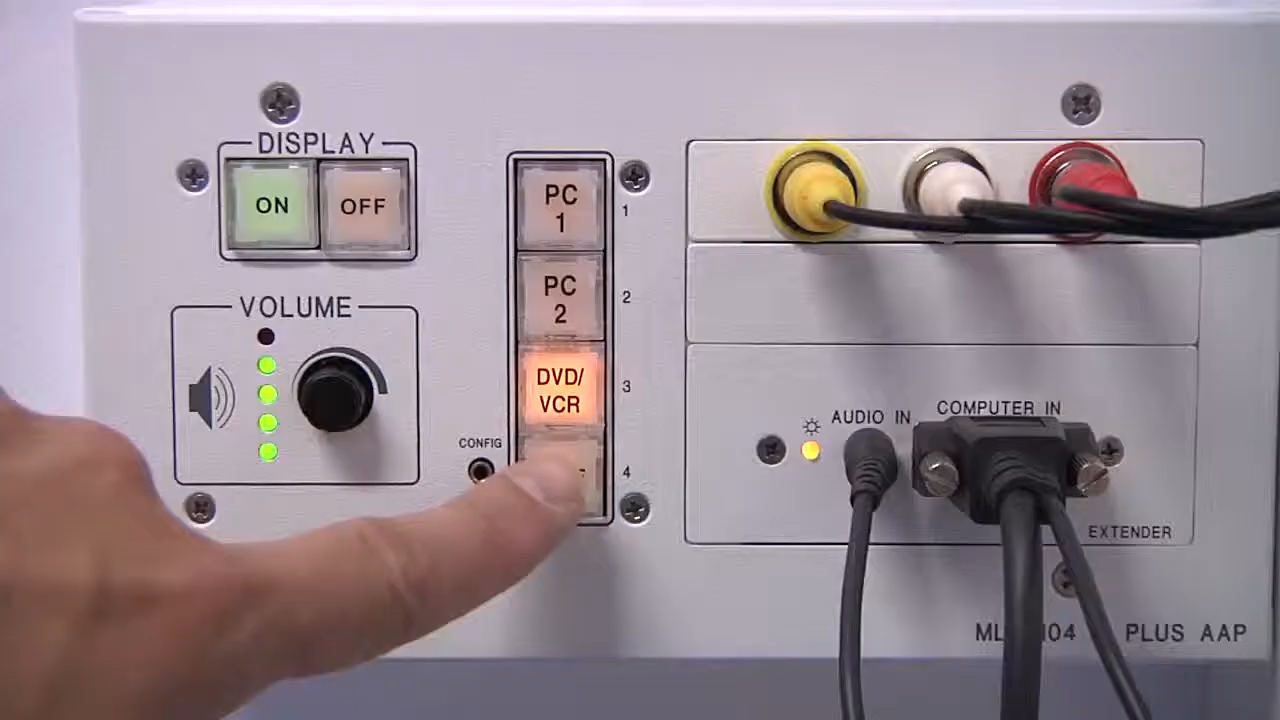 DISPLAY
ON
OFF
VOLUME
CONFIG
PC
1
PC
2
DVD/
VCR
1
2
3
4
AUDIO IN
COMPUTER IN
EXTENDER
104
PLUS AAP